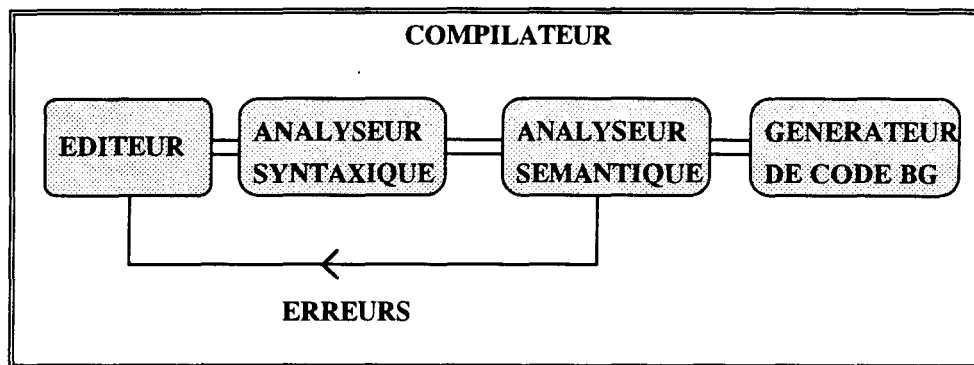 COMPILATEUR
EDITEUR
ANALYSEUR
SYNTAXIQUE
ANALYSEUR
SEMANTIQUE
GENERATEUR
DE CODE BG
ERREURS